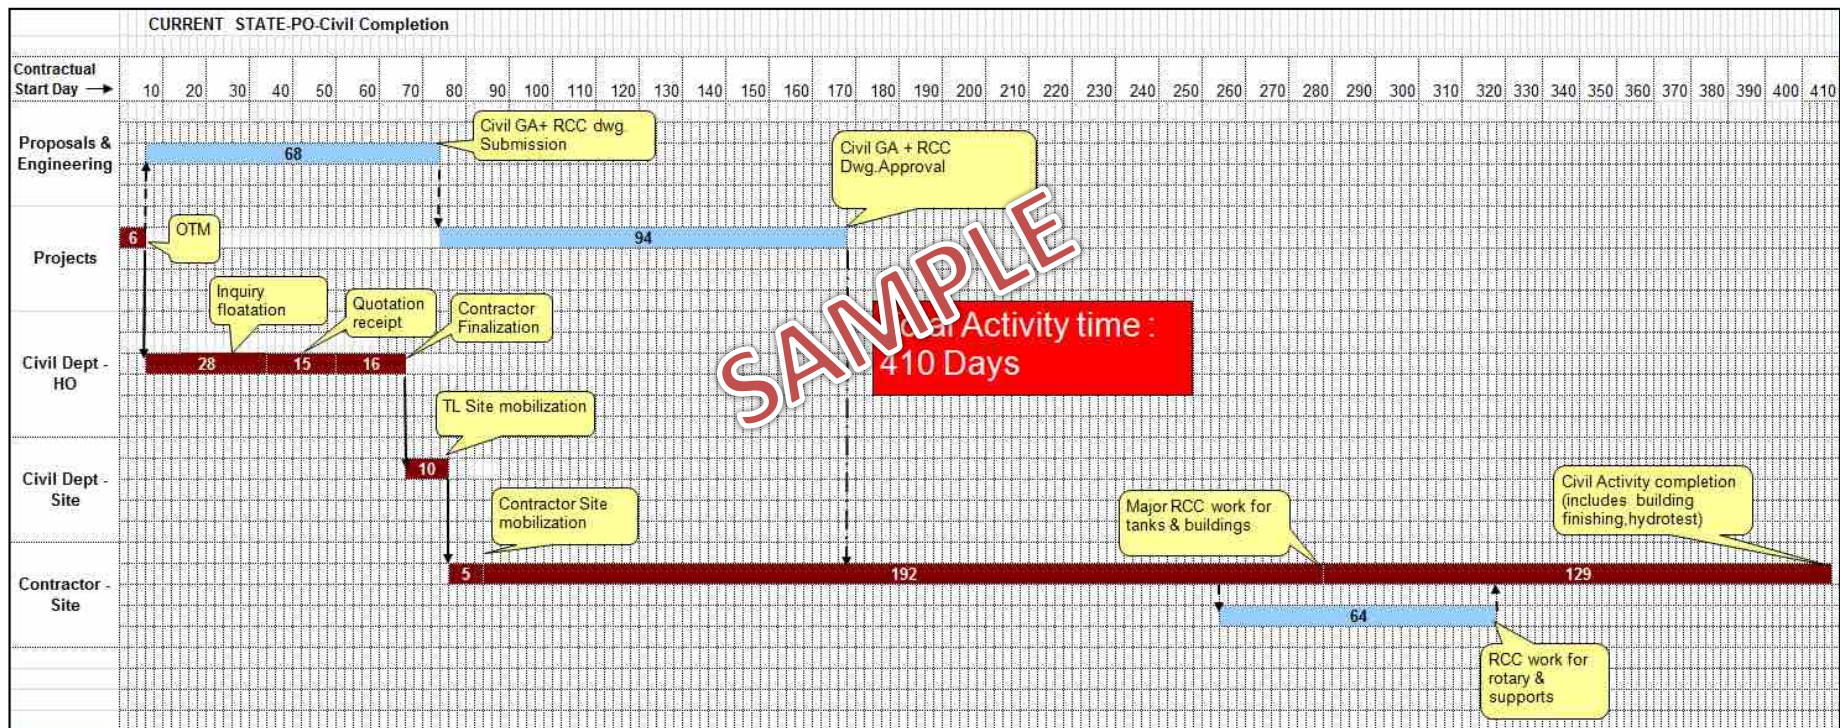 CURRENT STATE-PO-Civil Completion
Contractual
Start Day
10 20 30 40 50 60 70 80 90 100 110 120 130 140 150 160 170 180 190 200 210 220 230 240 250 260 270 280 290 300 310 320 330 340 350 360 370 380 390 400 410
Proposals &
Engineering
68
Civil GA+ RCC dwg.
Submission
Civil GA + RCC
Dwg.Approval
Projects
6
OTM
94
SAMPLE
Activity time :
410 Days
Inquiry
floatation
Quotation
receipt
Contractor
Finalization
Civil Dept -
HO
28 15 16
TL Site mobilization
Civil Dept -
Site
10
Contractor Site
mobilization
Major RCC work for
tanks & buildings
Civil Activity completion
(includes building
finishing,hydrotest)
Contractor -
Site
5 192 129
64
RCC work for
rotary &
supports